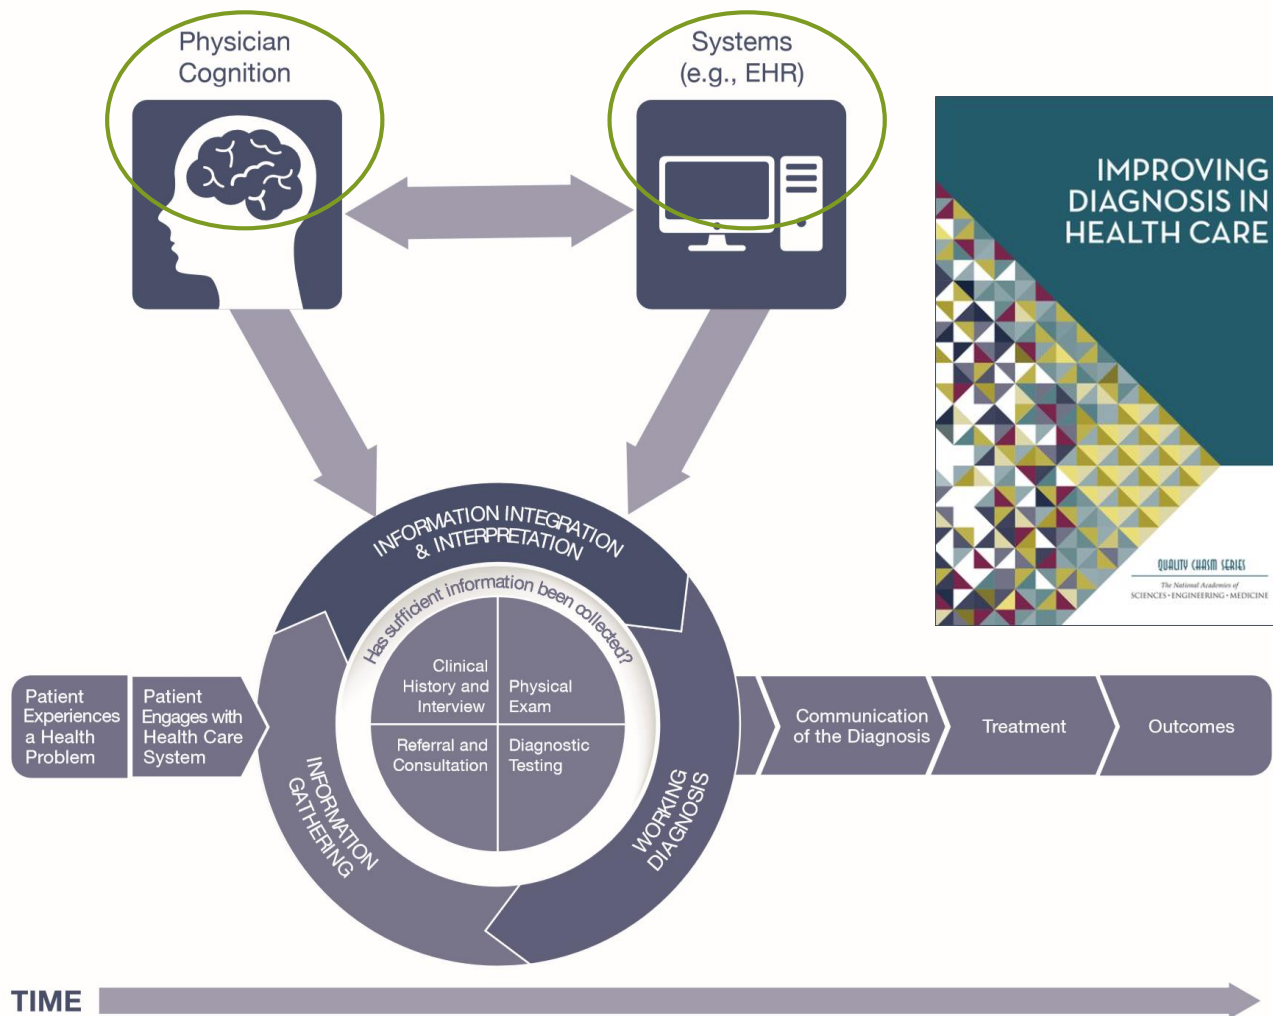 Physician
Cognition
Systems
(e.g., EHR)
IMPROVING
DIAGNOSIS IN
HEALTH CARE
QUALITY CHASM SERIES
The National Academies of
SCIENCES • ENGINEERING • MEDICINE
INFORMATION INTEGRATION
& INTERPRETATION
Has sufficient information been collected?
Clinical
History and
Interview
Physical
Exam
Referral and
Consultation
Diagnostic
Testing
INFORMATION
GATHERING
WORKING
DIAGNOSIS
Patient
Experiences
a Health
Problem
Patient
Engages with
Health Care
System
Communication
of the Diagnosis
Treatment
Outcomes
TIME